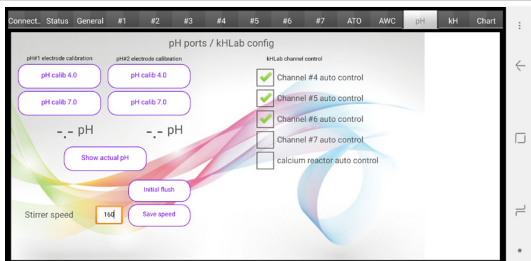 Connect.. Status General #1 #2 #3 #4 #5 #6 #7 ATO AWC pH kH Chart
pH ports / kHLab config
pH#1 electrode calibration pH#2 electrode calibration kHLab channel control
pH calib 4.0 pH calib 4.0 Channel #4 auto control
Channel #5 auto control
pH calib 7.0 pH calib 7.0 Channel #6 auto control
-.- pH -.- pH Channel #7 auto control
Show actual pH calcium reactor auto control
Initial flush
Stirrer speed 160 Save speed